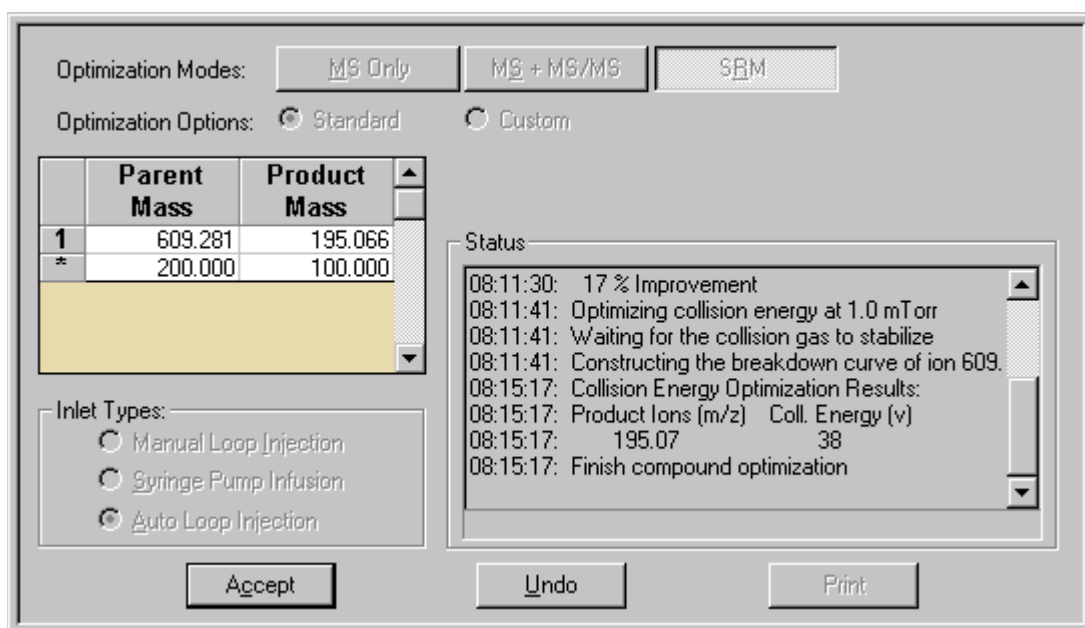 Optimization Modes: MS Only MS + MS/MS SRM
Optimization Options: Standard Custom
Parent Mass Product Mass
1 609.281 195.066
* 200.000 100.000
Status
08:11:30: 17 % Improvement
08:11:41: Optimizing collision energy at 1.0 mTorr
08:11:41: Waiting for the collision gas to stabilize
08:11:41: Constructing the breakdown curve of ion 609.
08:15:17: Collision Energy Optimization Results:
08:15:17: Product Ions (m/z) Coll. Energy (v)
08:15:17: 195.07 38
08:15:17: Finish compound optimization
Inlet Types:
Manual Loop Injection
Syringe Pump Infusion
Auto Loop Injection
Accept Undo Print